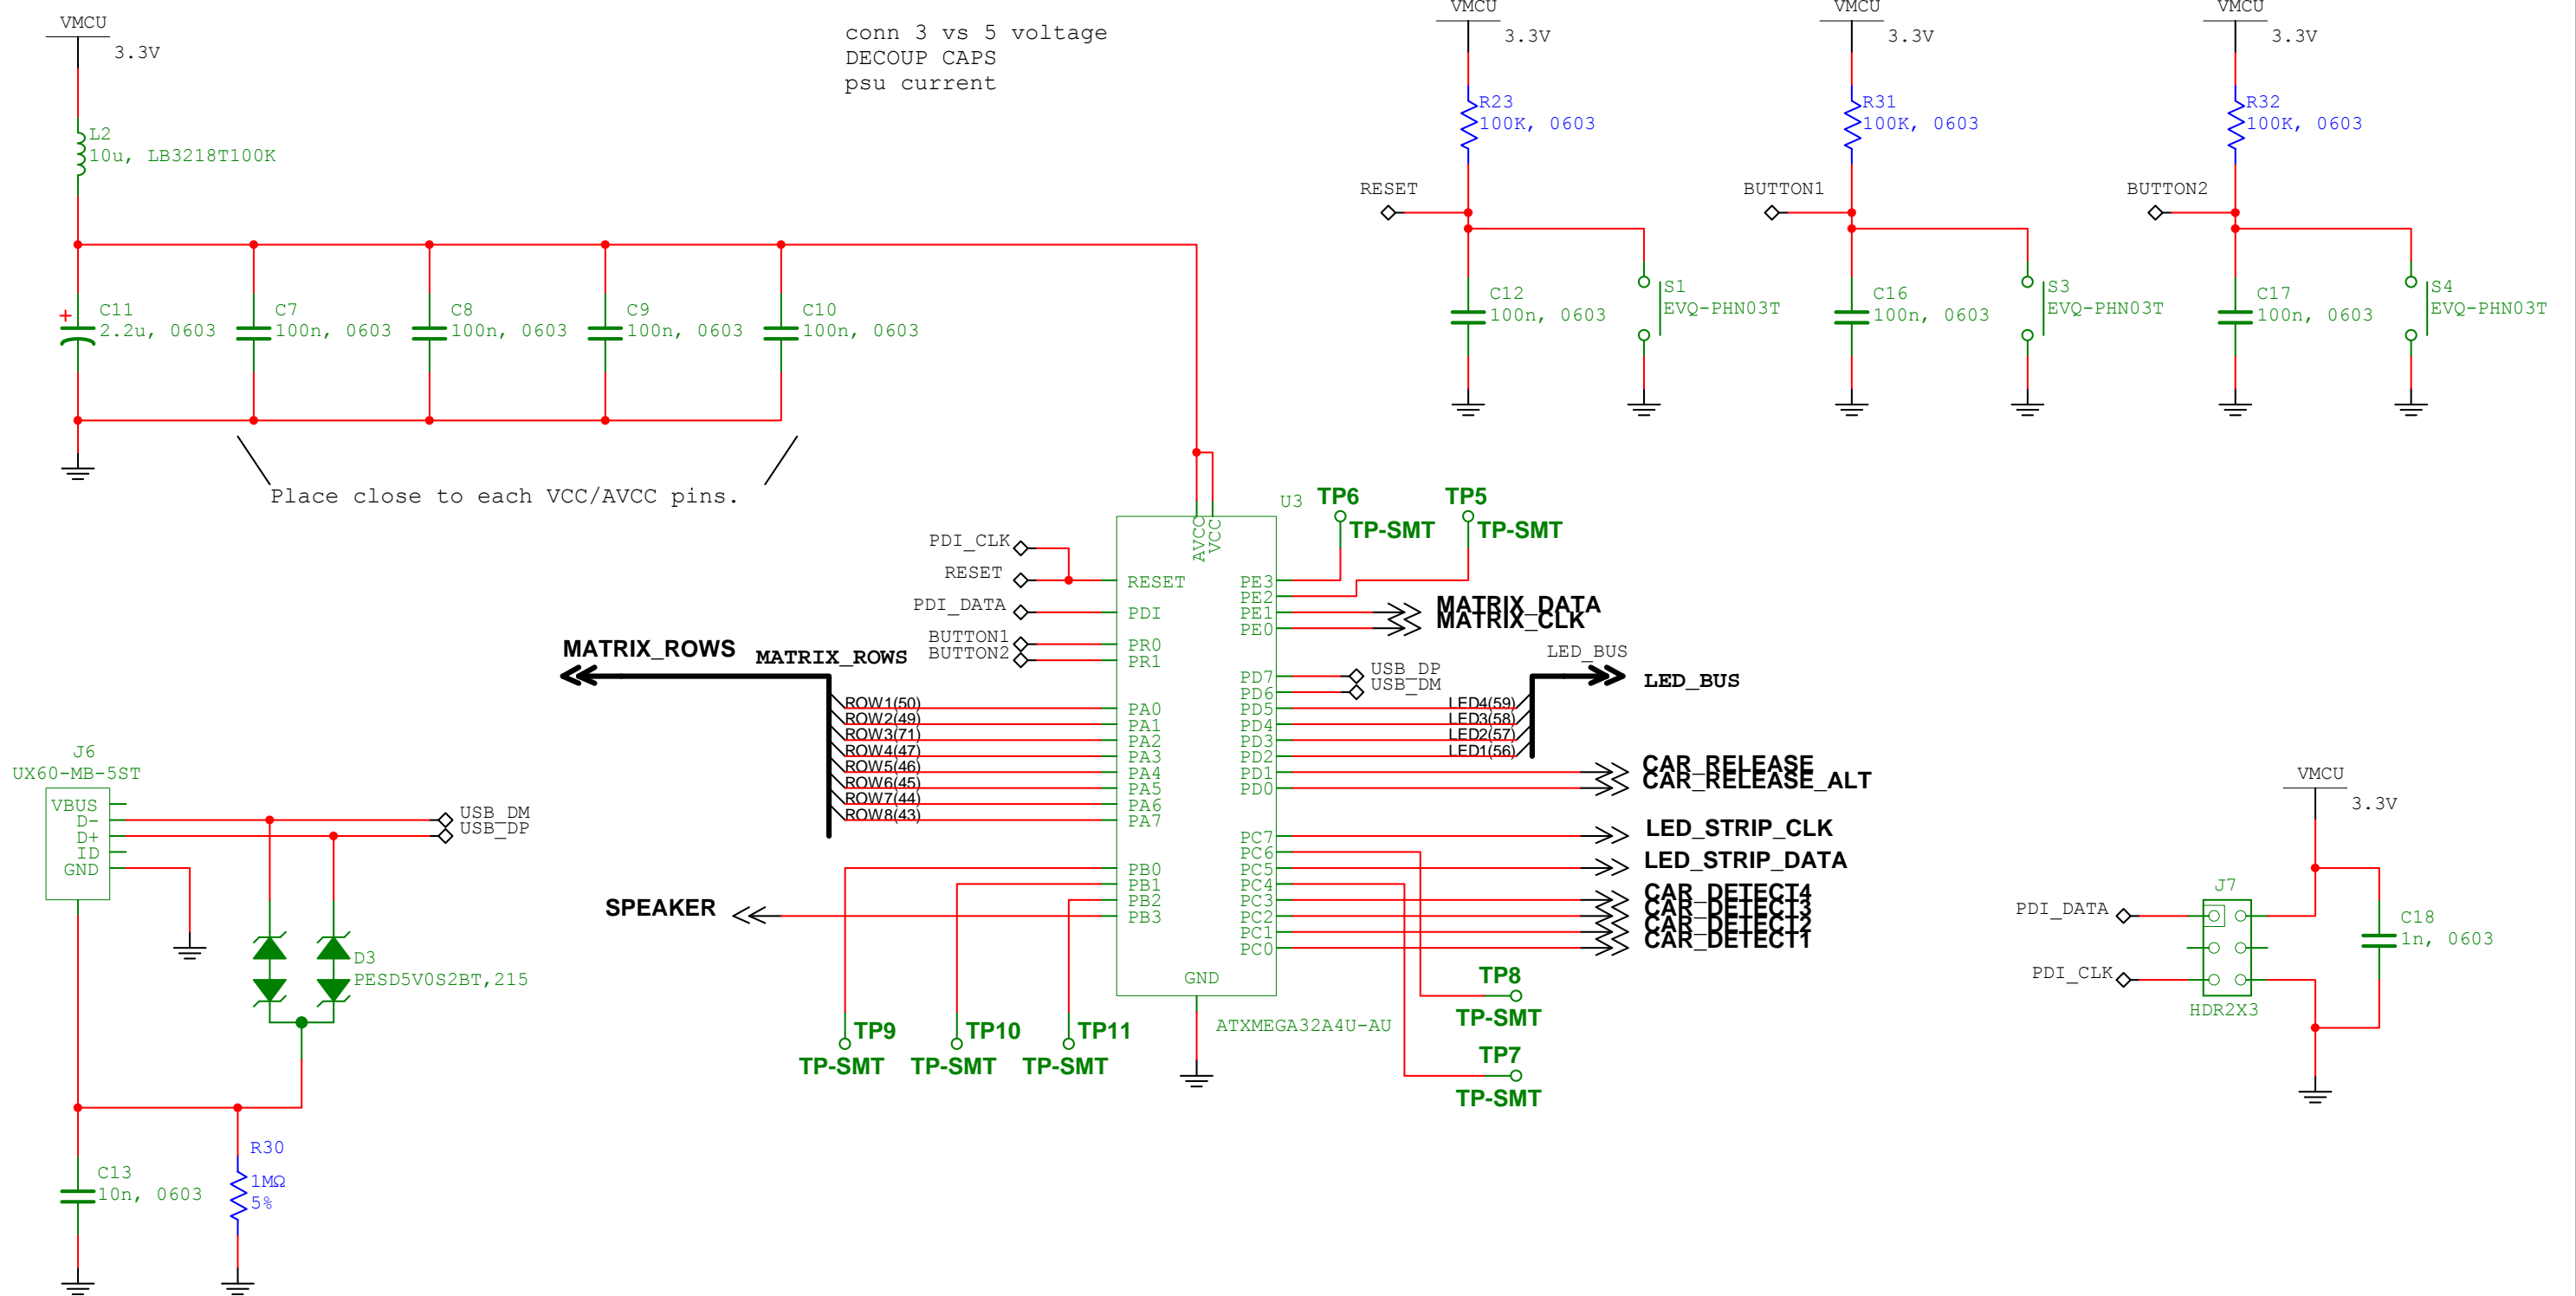 VMCU
3.3V
L2
10u, LB3218T100K
conn 3 vs 5 voltage
DECOUP CAPS
psu current
VMCU
3.3V
R23
100K, 0603
RESET
C12
100n, 0603
S1
EVQ-PHN03T
VMCU
3.3V
R31
100K, 0603
BUTTON1
C16
100n, 0603
S3
EVQ-PHN03T
VMCU
3.3V
R32
100K, 0603
BUTTON2
C17
100n, 0603
S4
EVQ-PHN03T
+
C11
2.2u, 0603
C7
100n, 0603
C8
100n, 0603
C9
100n, 0603
C10
100n, 0603
Place close to each VCC/AVCC pins.
U3
TP6
TP-SMT
TP5
TP-SMT
AVCC
VCC
PDI_CLK
RESET
PDI_DATA
BUTTON1
BUTTON2
RESET
PDI
PR0
PR1
PA0
PA1
PA2
PA3
PA4
PA5
PA6
PA7
PB0
PB1
PB2
PB3
PE3
PE2
PE1
PE0
PD7
PD6
PD5
PD4
PD3
PD2
PD1
PD0
PC7
PC6
PC5
PC4
PC3
PC2
PC1
PC0
GND
ATXMEGA32A4U-AU
MATRIX_ROWS
MATRIX_ROWS
ROW1(50)
ROW2(49)
ROW3(71)
ROW4(47)
ROW5(46)
ROW6(45)
ROW7(44)
ROW8(43)
MATRIX_DATA
MATRIX_CLK
USB_DP
USB_DM
LED_BUS
LED_BUS
LED4(59)
LED3(58)
LED2(57)
LED1(56)
CAR_RELEASE
CAR_RELEASE_ALT
LED_STRIP_CLK
LED_STRIP_DATA
CAR_DETECT4
CAR_DETECT3
CAR_DETECT2
CAR_DETECT1
SPEAKER
TP9
TP-SMT
TP10
TP-SMT
TP11
TP-SMT
TP8
TP-SMT
TP7
TP-SMT
J6
UX60-MB-5ST
VBUS
D-
D+
ID
GND
USB_DM
USB_DP
D3
PESD5V0S2BT,215
C13
10n, 0603
R30
1MΩ
5%
VMCU
3.3V
J7
PDI_DATA
PDI_CLK
HDR2X3
C18
1n, 0603